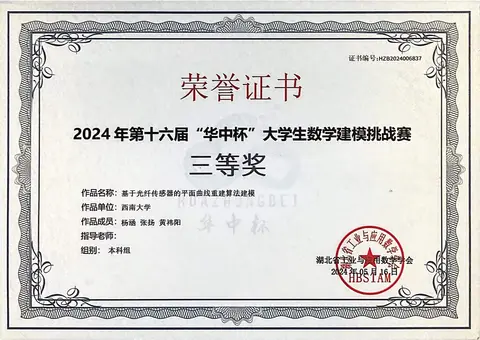 证书编号:HZB2024006837
荣誉证书
2024年第十六届“华中杯”大学生数学建模挑战赛
三等奖
作品名称: 基于光纤传感器的平面曲线重建算法建模
HUAZHONGBEI
作品单位: 西南大学
作品成员: 杨涵 张扬 黄祎阳
华中杯
指导老师:
组别: 本科组
湖北省工业与应用数学学会
2024年05月16日
HBSIAM